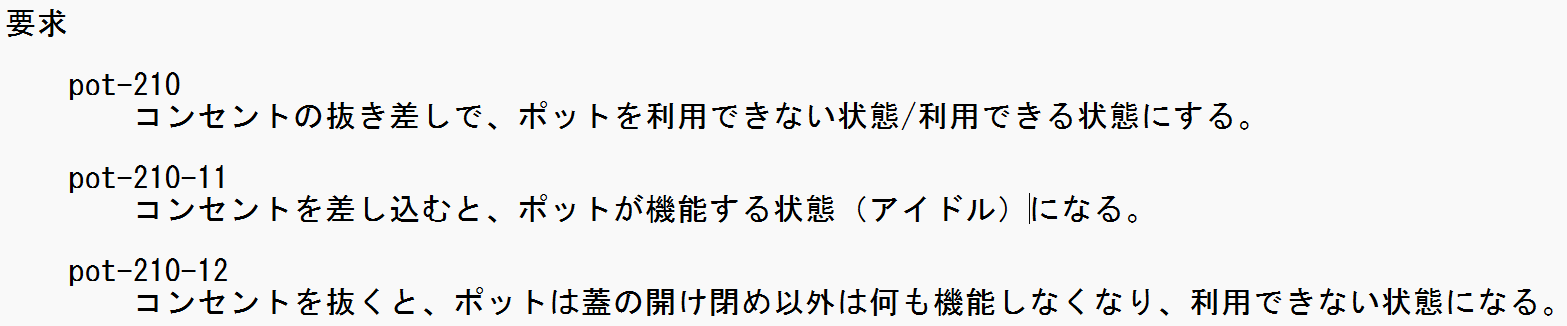 要求
pot-210
コンセントの抜き差しで、ポットを利用できない状態/利用できる状態にする。
pot-210-11
コンセントを差し込むと、ポットが機能する状態（アイドル）になる。
pot-210-12
コンセントを抜くと、ポットは蓋の開け閉め以外は何も機能しなくなり、利用できない状態になる。